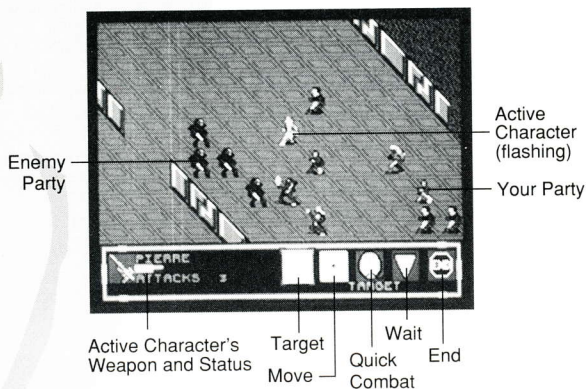 Active
Character
(flashing)
Enemy
Party
Your Party
PIERRE
ATTACKS 3
TARGET
Active Character's
Weapon and Status
Target
Move
Quick
Combat
Wait
End